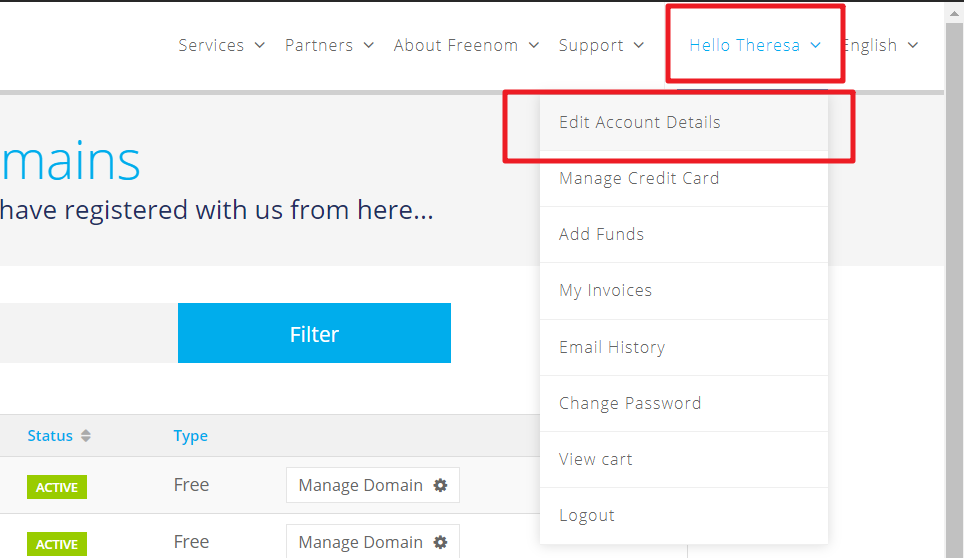 Services Partners About Freenom Support Hello Theresa English
Edit Account Details
mains
have registered with us from here...
Manage Credit Card
Add Funds
My Invoices
Filter
Email History
Change Password
Status Type
View cart
ACTIVE Free Manage Domain
Logout
ACTIVE Free Manage Domain